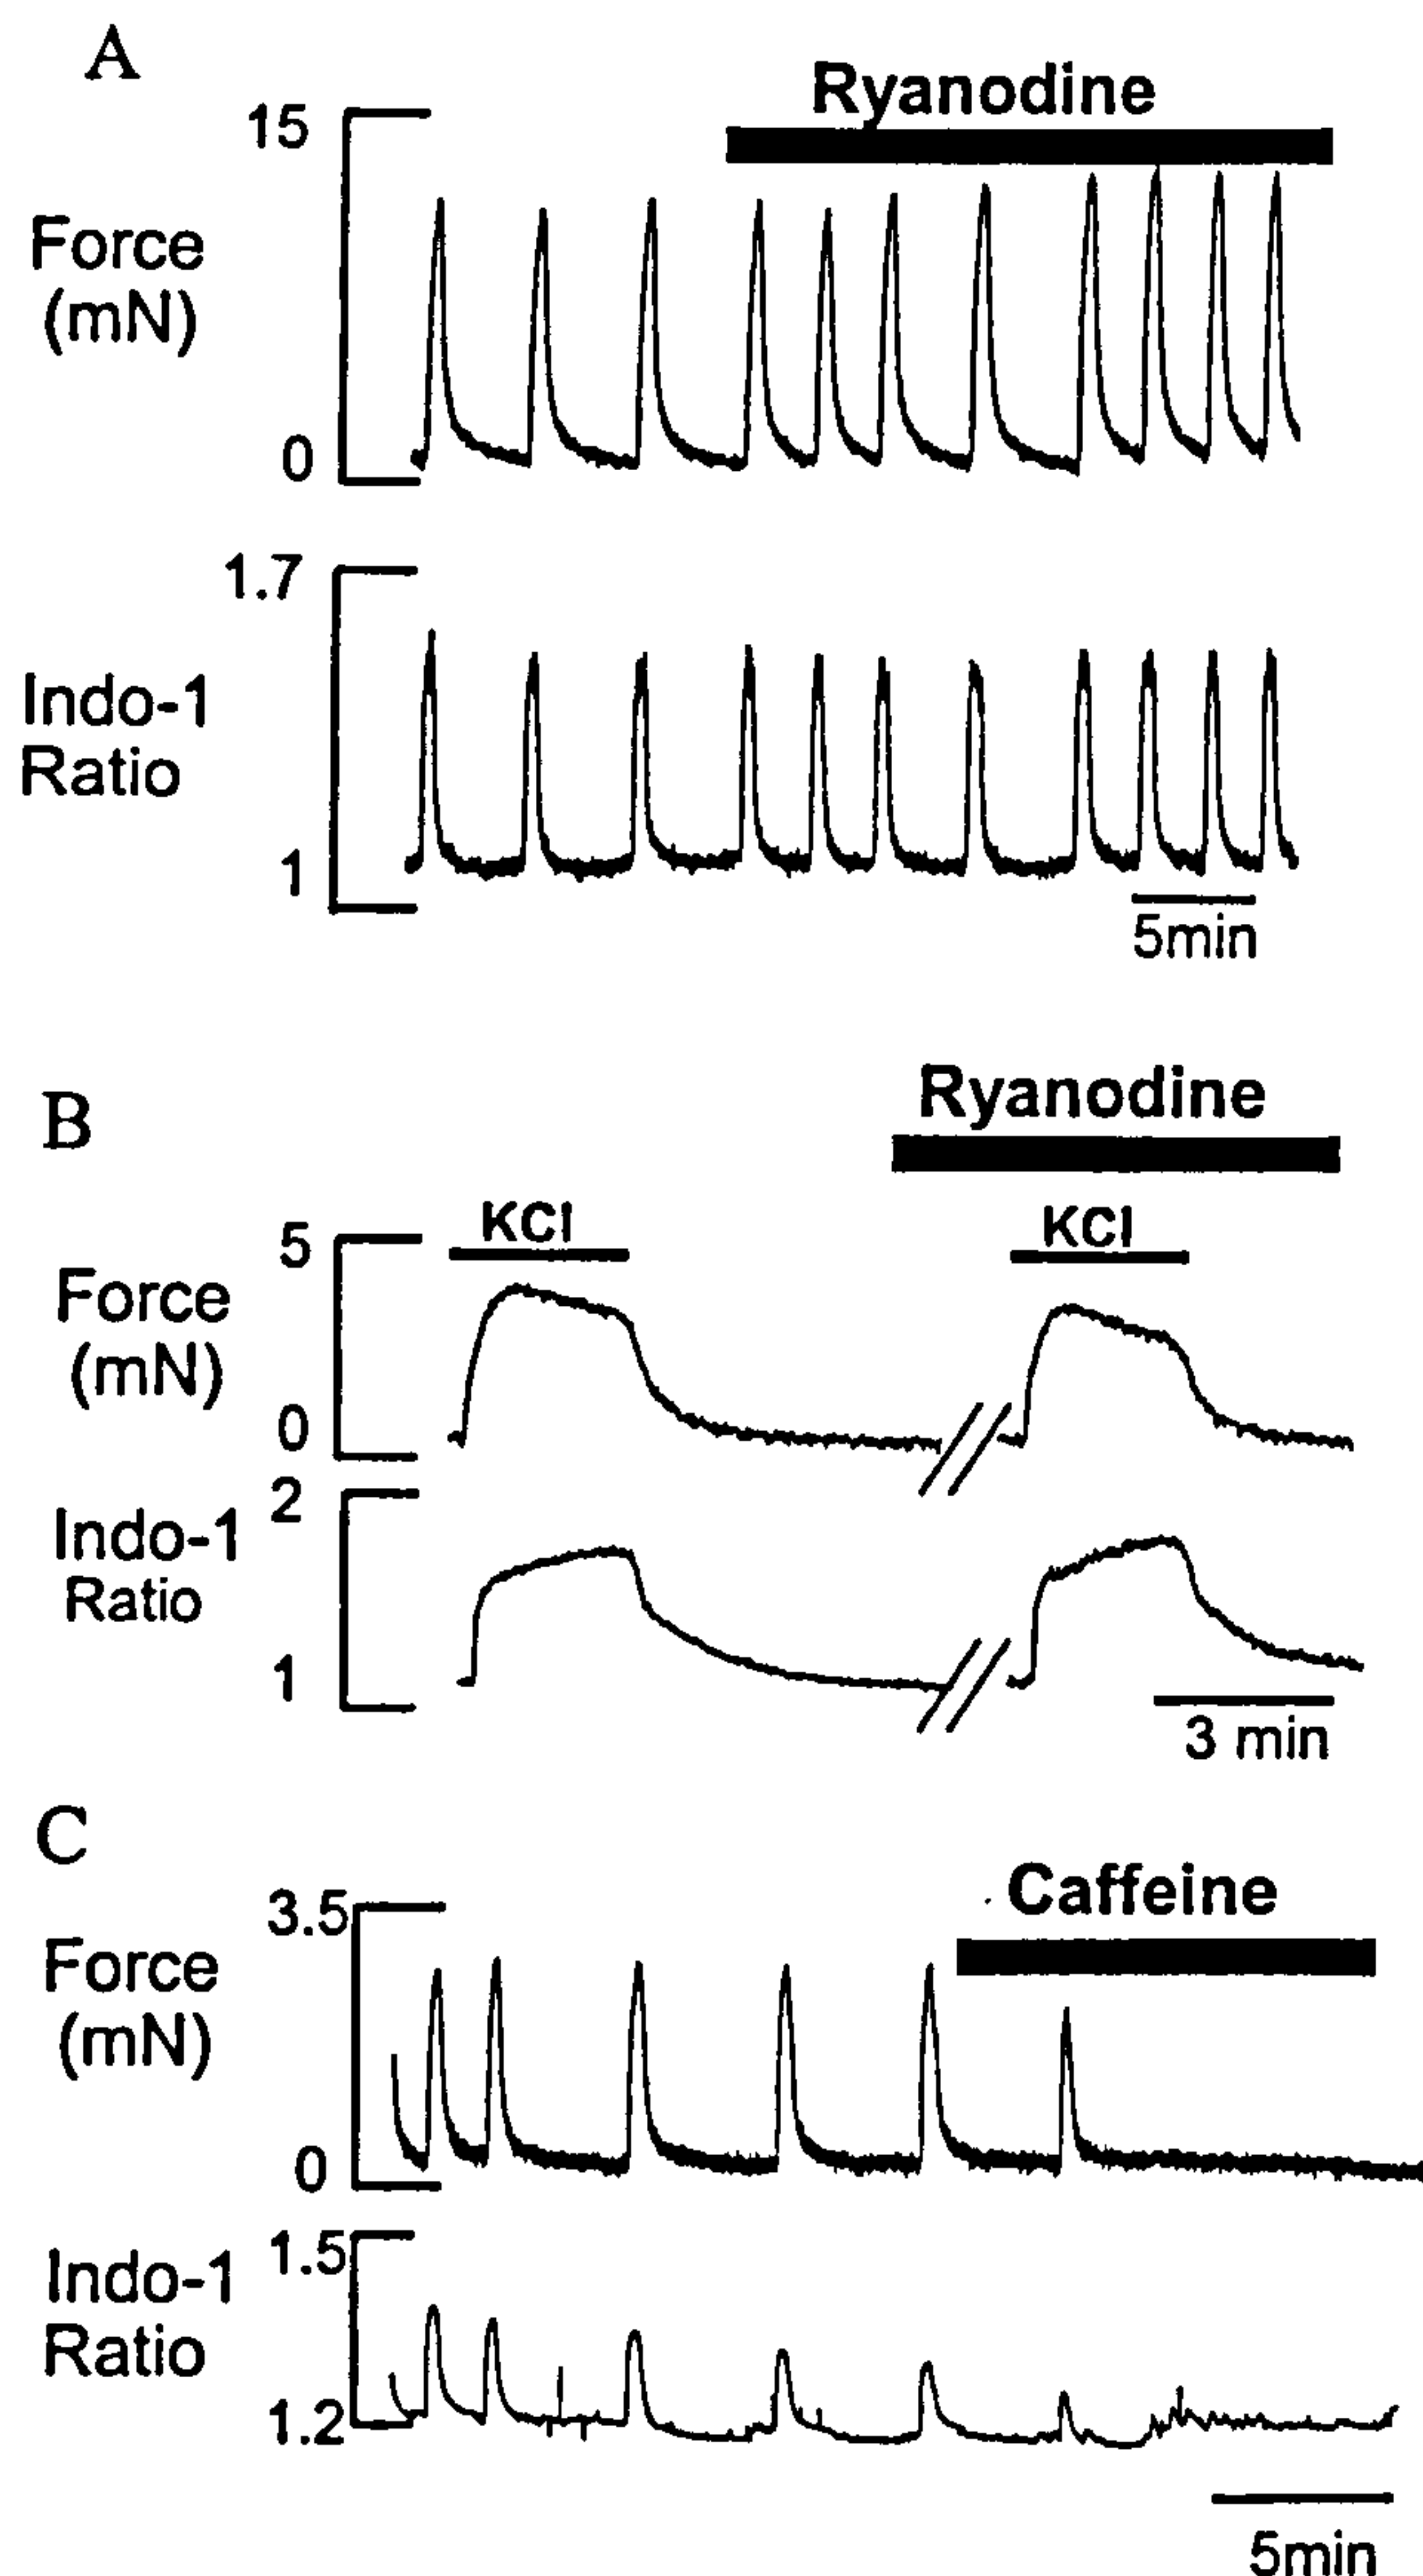 A
Ryanodine
15
Force
(mN)
0
1.7
Indo-1
Ratio
1
5min
Ryanodine
B
KCl
KCl
5
Force
(mN)
0
2
Indo-1
Ratio
1
3 min
C
Caffeine
3.5
Force
(mN)
0
1.5
Indo-1
Ratio
1.2
5min